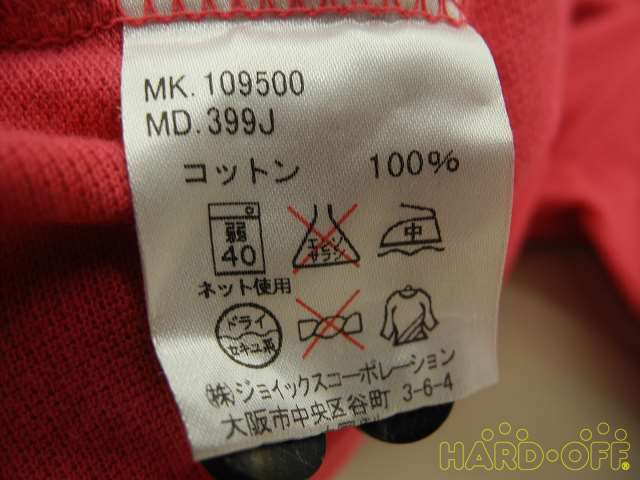 MK.109500
MD.399J
コットン 100%
弱 40
エンソ サラシ
中
ネット使用
ドライ
セキユ系
㈱ジョイックスコーポレーション
大阪市中央区谷町 3-6-4
HARD・OFF